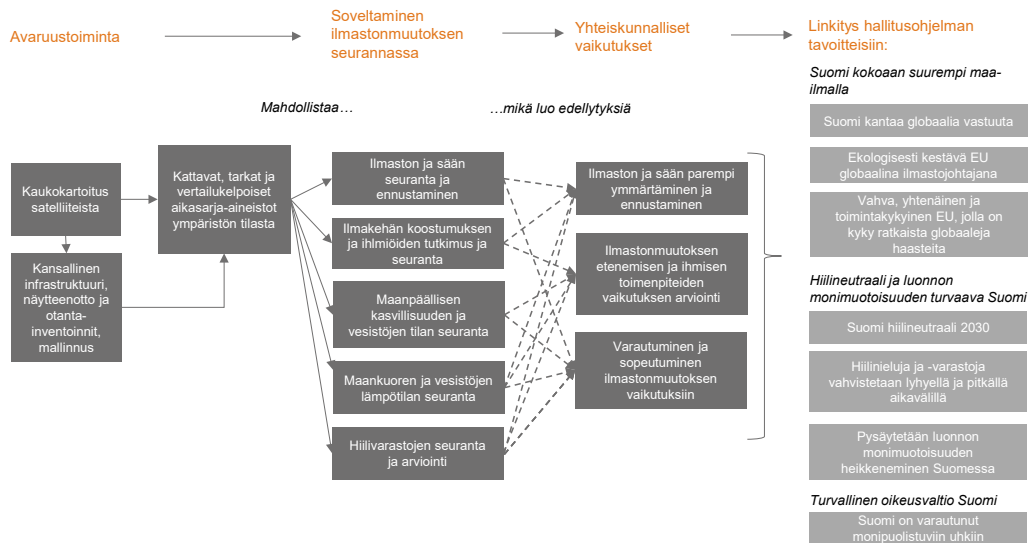 Avaruustoiminta
Soveltaminen
ilmastonmuutoksen
seurannassa
Yhteiskunnalliset
vaikutukset
Linkitys hallitusohjelman
tavoitteisiin:
Mahdollistaa…
…mikä luo edellytyksiä
Kaukokartoitus
satelliiteista
Kansallinen
infrastruktuuri,
näytteenotto ja
otanta-
inventoinnit,
mallinnus
Kattavat, tarkat ja
vertailukelpoiset
aikasarja-aineistot
ympäristön tilasta
Ilmaston ja sään
seuranta ja
ennustaminen
Ilmakehän koostumuksen
ja ihlmiöiden tutkimus ja
seuranta
Maanpäällisen
kasvillisuuden ja
vesistöjen tilan seuranta
Maankuoren ja vesistöjen
lämpötilan seuranta
Hiilivarastojen seuranta
ja arviointi
Ilmaston ja sään parempi
ymmärtäminen ja
ennustaminen
Ilmastonmuutoksen
etenemisen ja ihmisen
toimenpiteiden
vaikutuksen arviointi
Varautuminen ja
sopeutuminen
ilmastonmuutoksen
vaikutuksiin
Suomi kokoaan suurempi maa-
ilmalla
Suomi kantaa globaalia vastuuta
Ekologisesti kestävä EU
globaalina ilmastojohtajana
Vahva, yhtenäinen ja
toimintakykyinen EU, jolla on
kyky ratkaista globaaleja
haasteita
Hiilineutraali ja luonnon
monimuotoisuuden turvaava Suomi
Suomi hiilineutraali 2030
Hiilinieluja ja -varastoja
vahvistetaan lyhyellä ja pitkällä
aikavälillä
Pysäytetään luonnon
monimuotoisuuden
heikkeneminen Suomessa
Turvallinen oikeusvaltio Suomi
Suomi on varautunut
monipuolistuviin uhkiin